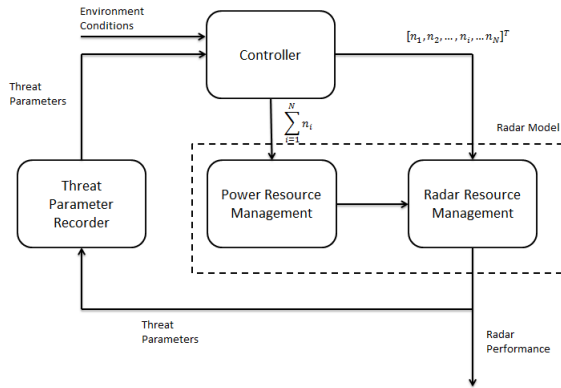 Environment
Conditions
Controller
[n₁, n₂, ..., nᵢ, ... n_N]ᵀ
Threat
Parameters
N
∑ nᵢ
i=1
Radar Model
Threat
Parameter
Recorder
Power Resource
Management
Radar Resource
Management
Threat
Parameters
Radar
Performance